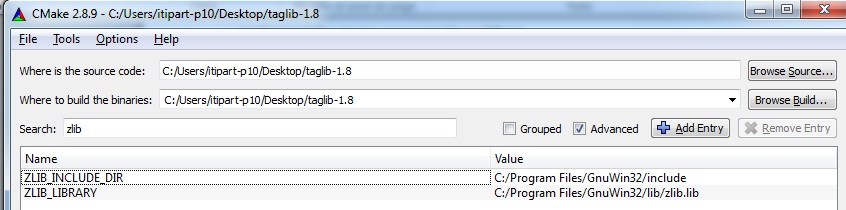 CMake 2.8.9 - C:/Users/itipart-p10/Desktop/taglib-1.8
File Tools Options Help
Where is the source code: C:/Users/itipart-p10/Desktop/taglib-1.8 Browse Source...
Where to build the binaries: C:/Users/itipart-p10/Desktop/taglib-1.8 Browse Build...
Search: zlib Grouped Advanced Add Entry Remove Entry
Name Value
ZLIB_INCLUDE_DIR C:/Program Files/GnuWin32/include
ZLIB_LIBRARY C:/Program Files/GnuWin32/lib/zlib.lib